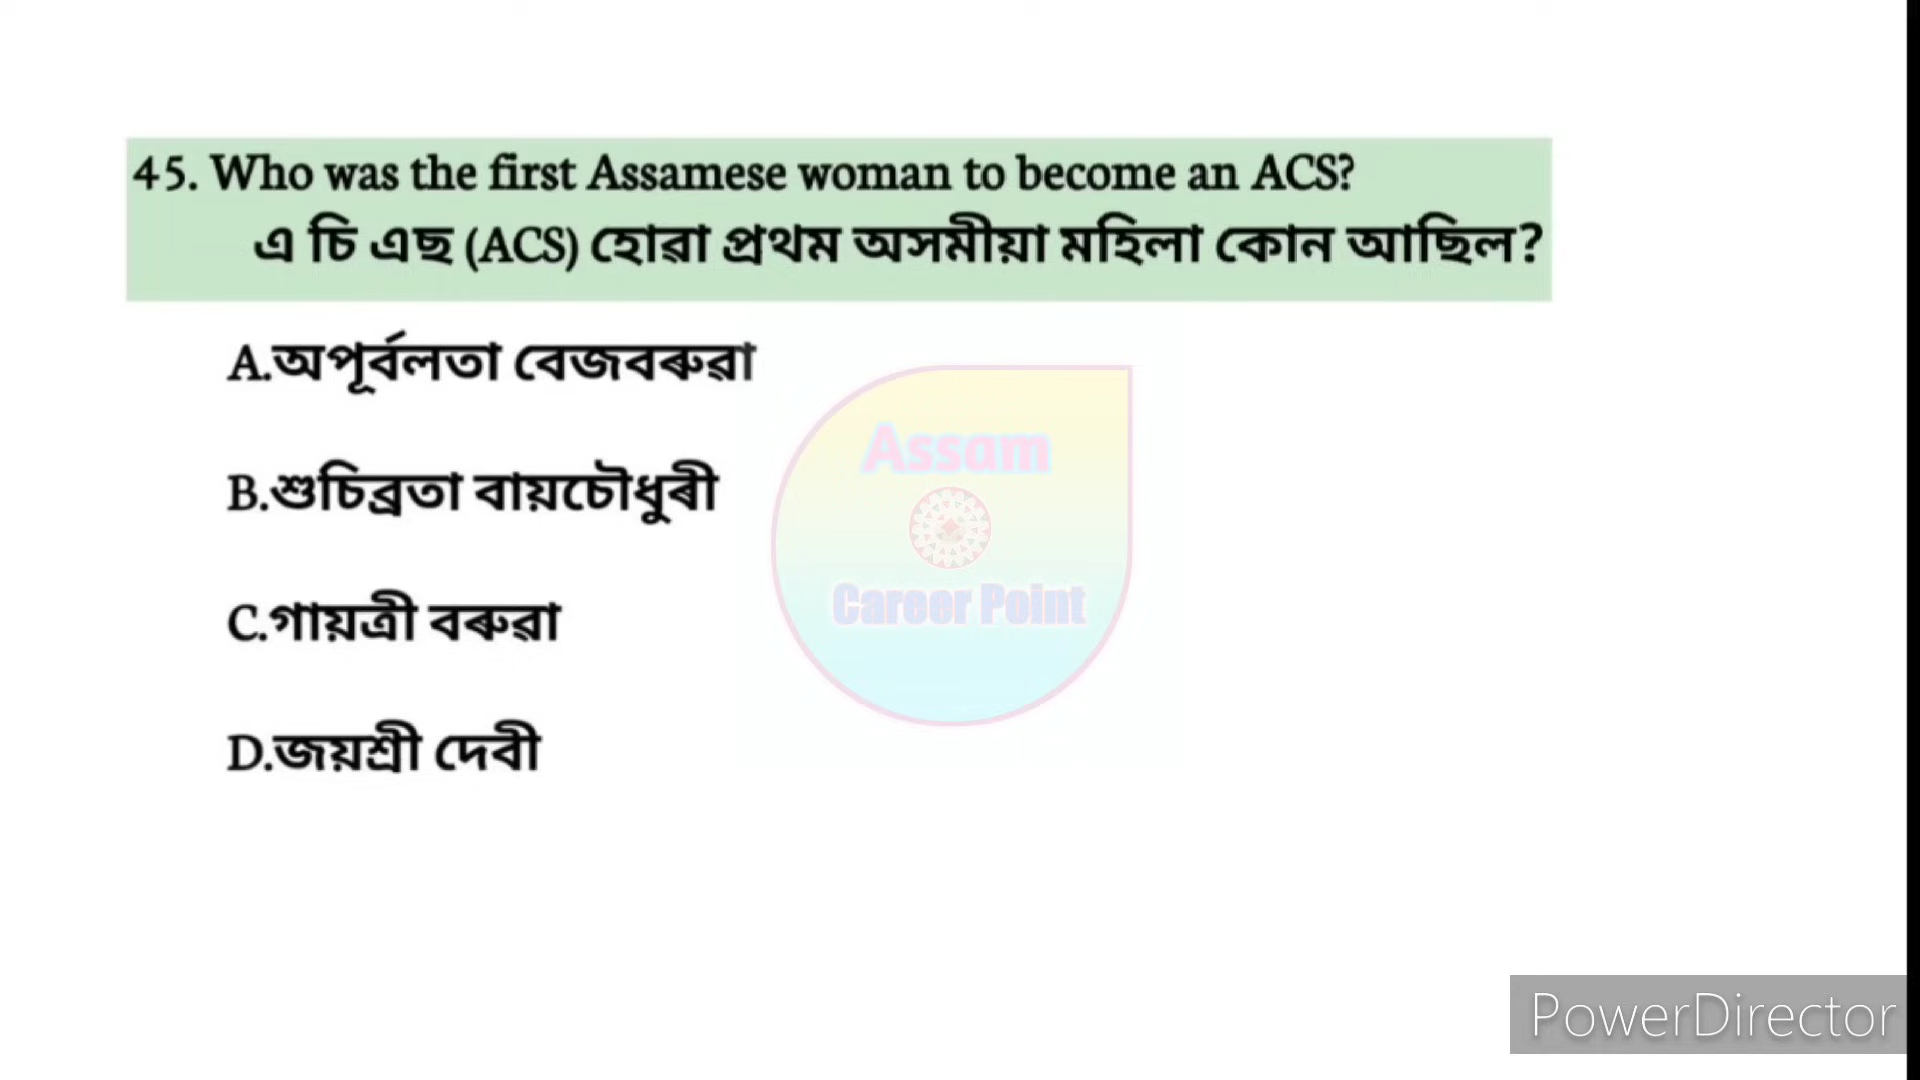 45. Who was the first Assamese woman to become an ACS?
এ চি এছ (ACS) হোৱা প্ৰথম অসমীয়া মহিলা কোন আছিল?
A.অপূৰ্বলতা বেজবৰুৱা
B.শুচিব্ৰতা বায়চৌধুৰী
C.গায়ত্ৰী বৰুৱা
D.জয়শ্ৰী দেবী
Assam
Career Point
PowerDirector